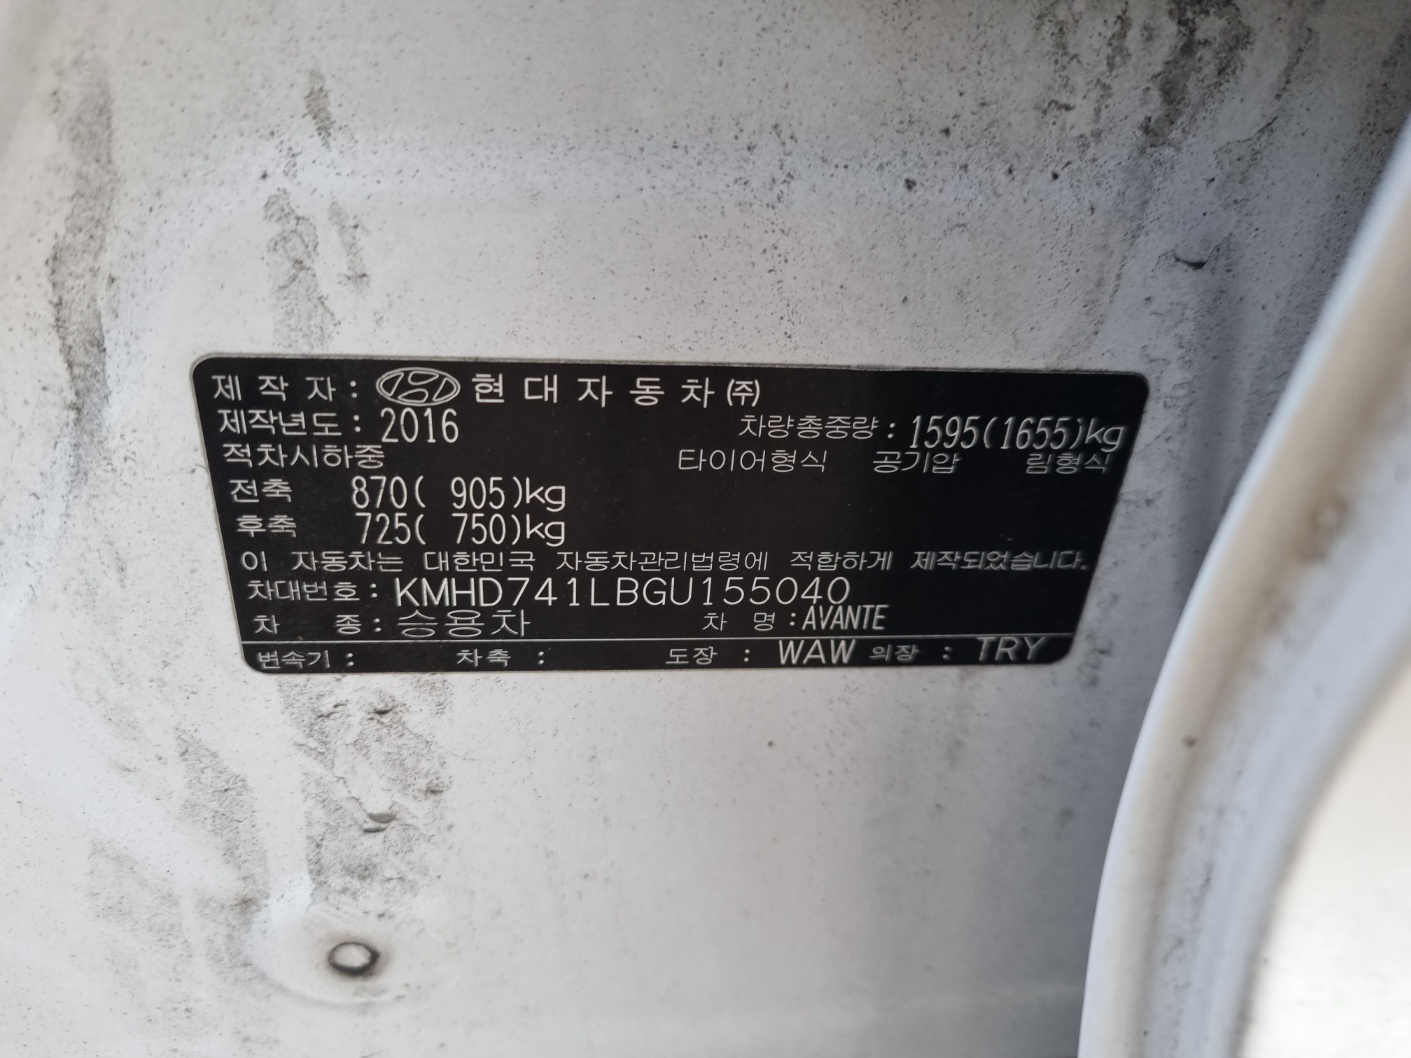 제 작 자 : HYUNDAI 현 대 자 동 차 (주)
제작년도 : 2016 차량총중량 : 1595(1655)kg
적차시하중 타이어형식 공기압 림형식
전축 870( 905)kg
후축 725( 750)kg
이 자동차는 대한민국 자동차관리법령에 적합하게 제작되었습니다.
차대번호 : KMHD741LBGU155040
차 종 : 승용차 차 명 : AVANTE
변속기 : 차축 : 도장 : WAW 의장 : TRY